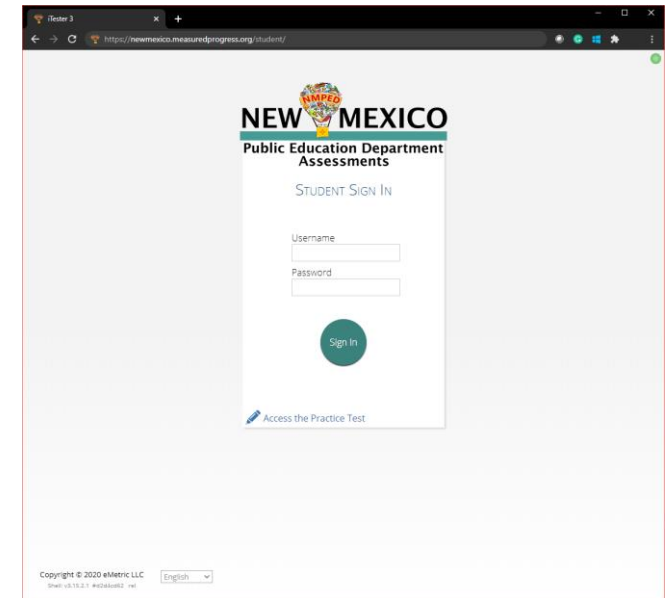 iTester 3
https://newmexico.measuredprogress.org/student/
NMPED
NEW MEXICO
Public Education Department
Assessments
Student Sign In
Username
Password
Sign In
Access the Practice Test
Copyright © 2020 eMetric LLC
English